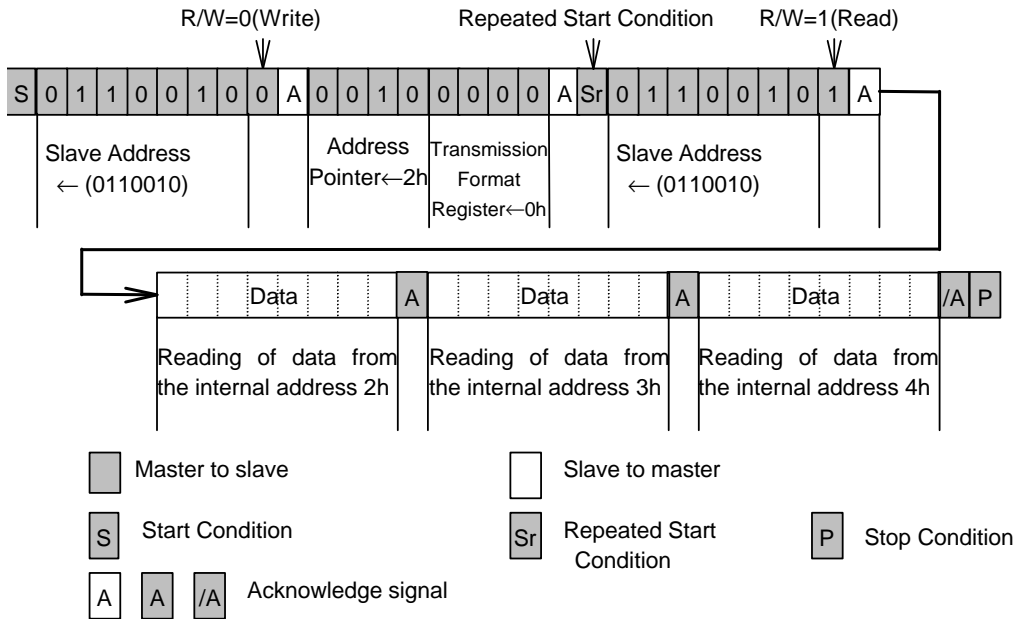 R/W=0(Write) Repeated Start Condition R/W=1(Read)
S 0 1 1 0 0 1 0 0 A 0 0 1 0 0 0 0 0 A Sr 0 1 1 0 0 1 0 1 A
Slave Address
← (0110010)
Address
Pointer←2h
Transmission
Format
Register←0h
Slave Address
← (0110010)
Data A Data A Data /A P
Reading of data from
the internal address 2h
Reading of data from
the internal address 3h
Reading of data from
the internal address 4h
Master to slave
Slave to master
S Start Condition
Sr Repeated Start
Condition
P Stop Condition
A A /A Acknowledge signal